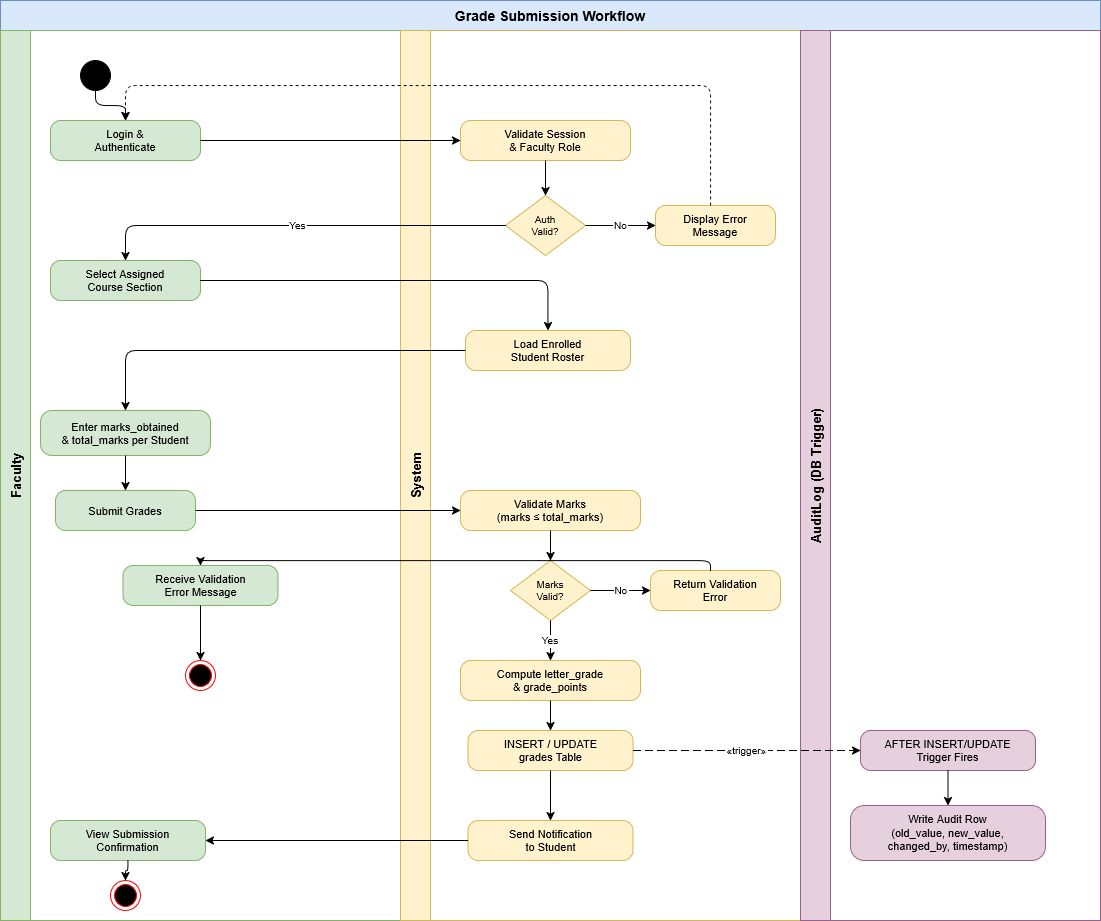 Grade Submission Workflow
Faculty
System
AuditLog (DB Trigger)
Login &
Authenticate
Validate Session
& Faculty Role
Auth
Valid?
Yes
No
Display Error
Message
Select Assigned
Course Section
Load Enrolled
Student Roster
Enter marks_obtained
& total_marks per Student
Submit Grades
Validate Marks
(marks ≤ total_marks)
Receive Validation
Error Message
Marks
Valid?
No
Return Validation
Error
Yes
Compute letter_grade
& grade_points
INSERT / UPDATE
grades Table
«trigger»
AFTER INSERT/UPDATE
Trigger Fires
Write Audit Row
(old_value, new_value,
changed_by, timestamp)
View Submission
Confirmation
Send Notification
to Student